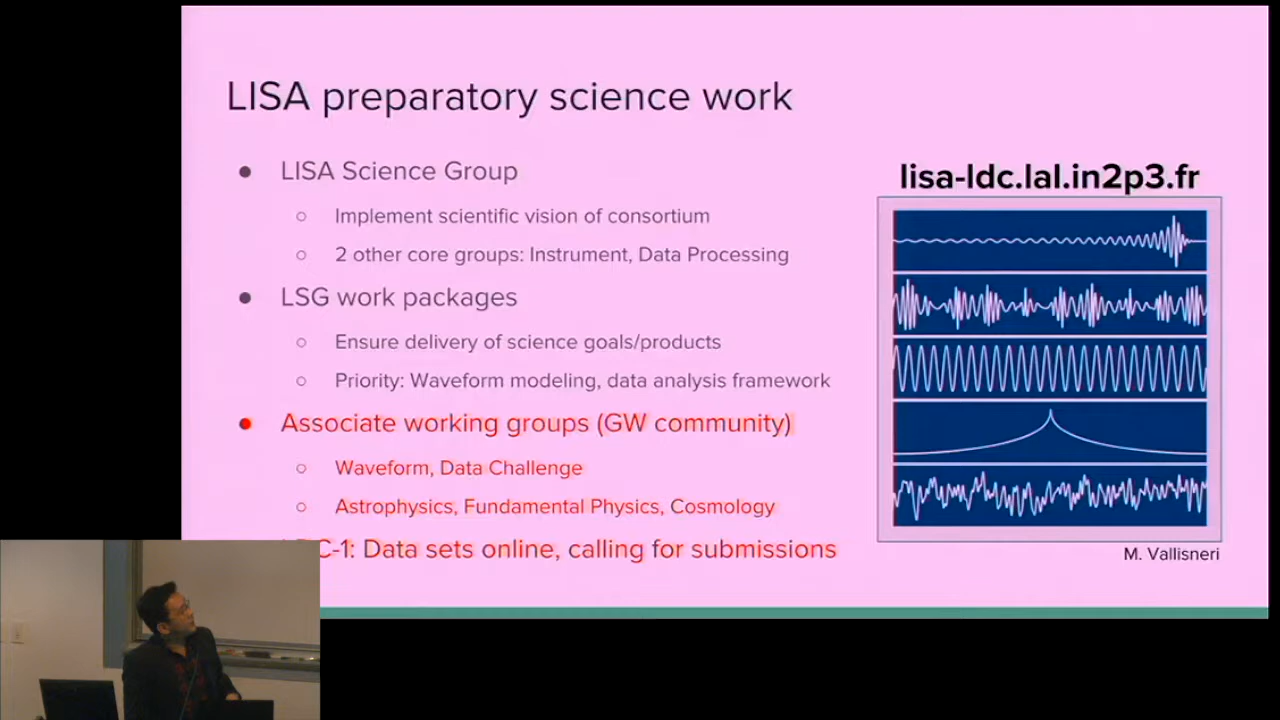 LISA preparatory science work
● LISA Science Group
○ Implement scientific vision of consortium
○ 2 other core groups: Instrument, Data Processing
● LSG work packages
○ Ensure delivery of science goals/products
○ Priority: Waveform modeling, data analysis framework
● Associate working groups (GW community)
○ Waveform, Data Challenge
○ Astrophysics, Fundamental Physics, Cosmology
C-1: Data sets online, calling for submissions
lisa-ldc.lal.in2p3.fr
M. Vallisneri